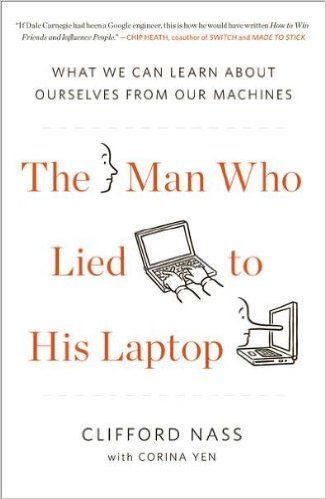 "If Dale Carnegie had been a Google engineer, this is how he would have written How to Win
Friends and Influence People."—CHIP HEATH, coauthor of SWITCH and MADE TO STICK
WHAT WE CAN LEARN ABOUT
OURSELVES FROM OUR MACHINES
The Man Who
Lied to
His Laptop
CLIFFORD NASS
with CORINA YEN